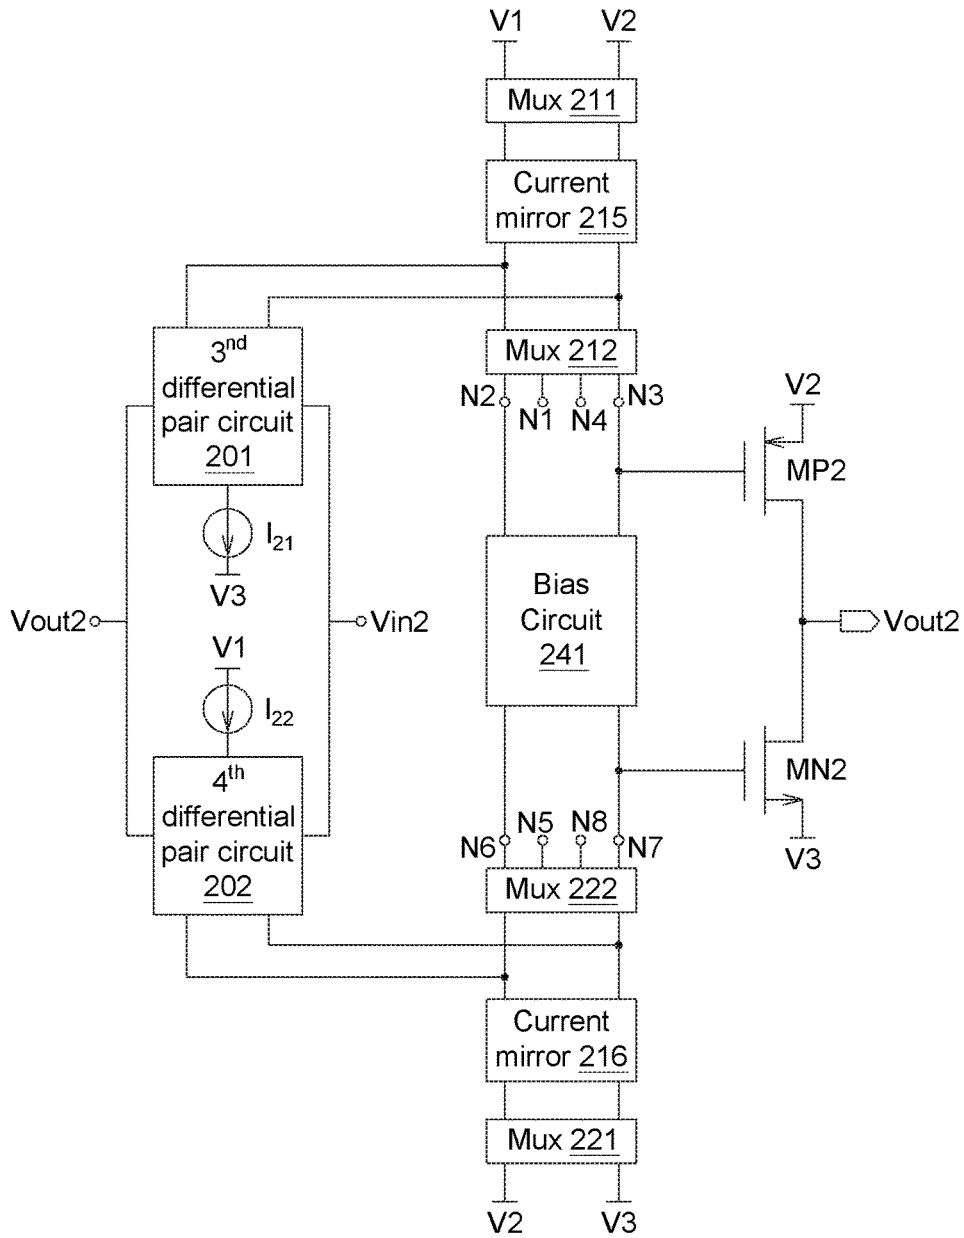 V1 V2
Mux 211
Current
mirror 215
3nd
differential
pair circuit
201
Mux 212
N2 N1 N4 N3
V2
MP2
I21
V3
Bias
Circuit
241
Vout2 Vin2 Vout2
V1
I22
MN2
4th
differential
pair circuit
202
N6 N5 N8 N7
V3
Mux 222
Current
mirror 216
Mux 221
V2 V3